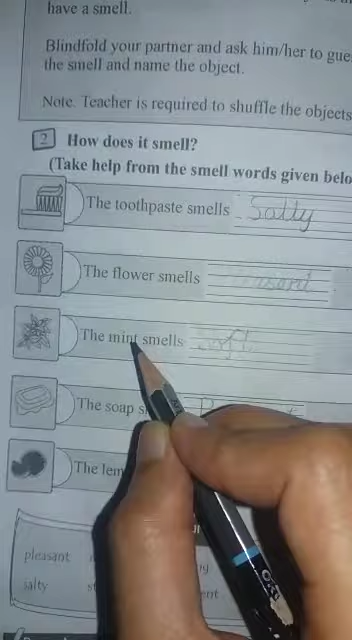 have a smell.
Blindfold your partner and ask him/her to gue
the smell and name the object.
Note. Teacher is required to shuffle the objects
2 How does it smell?
(Take help from the smell words given belo
The toothpaste smells Salty
The flower smells
The mint smells soft
The soap s
The lem
pleasant
salty st